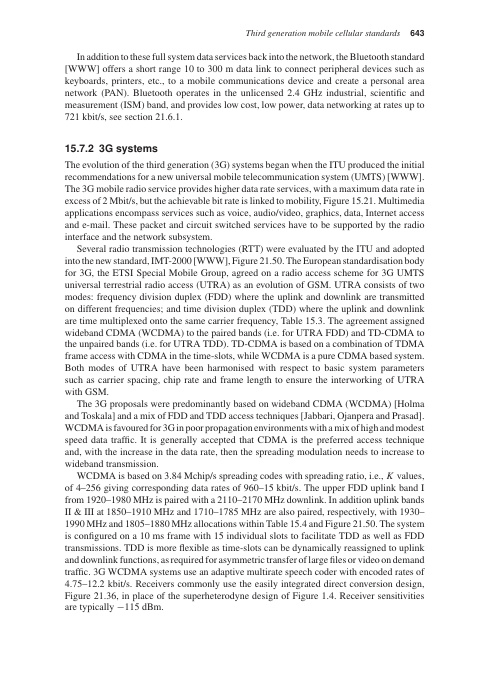 Third generation mobile cellular standards 643
In addition to these full system data services back into the network, the Bluetooth standard
[WWW] offers a short range 10 to 300 m data link to connect peripheral devices such as
keyboards, printers, etc., to a mobile communications device and create a personal area
network (PAN). Bluetooth operates in the unlicensed 2.4 GHz industrial, scientific and
measurement (ISM) band, and provides low cost, low power, data networking at rates up to
721 kbit/s, see section 21.6.1.
15.7.2 3G systems
The evolution of the third generation (3G) systems began when the ITU produced the initial
recommendations for a new universal mobile telecommunication system (UMTS) [WWW].
The 3G mobile radio service provides higher data rate services, with a maximum data rate in
excess of 2 Mbit/s, but the achievable bit rate is linked to mobility, Figure 15.21. Multimedia
applications encompass services such as voice, audio/video, graphics, data, Internet access
and e-mail. These packet and circuit switched services have to be supported by the radio
interface and the network subsystem.
Several radio transmission technologies (RTT) were evaluated by the ITU and adopted
into the new standard, IMT-2000 [WWW], Figure 21.50. The European standardisation body
for 3G, the ETSI Special Mobile Group, agreed on a radio access scheme for 3G UMTS
universal terrestrial radio access (UTRA) as an evolution of GSM. UTRA consists of two
modes: frequency division duplex (FDD) where the uplink and downlink are transmitted
on different frequencies; and time division duplex (TDD) where the uplink and downlink
are time multiplexed onto the same carrier frequency, Table 15.3. The agreement assigned
wideband CDMA (WCDMA) to the paired bands (i.e. for UTRA FDD) and TD-CDMA to
the unpaired bands (i.e. for UTRA TDD). TD-CDMA is based on a combination of TDMA
frame access with CDMA in the time-slots, while WCDMA is a pure CDMA based system.
Both modes of UTRA have been harmonised with respect to basic system parameters
such as carrier spacing, chip rate and frame length to ensure the interworking of UTRA
with GSM.
The 3G proposals were predominantly based on wideband CDMA (WCDMA) [Holma
and Toskala] and a mix of FDD and TDD access techniques [Jabbari, Ojanpera and Prasad].
WCDMA is favoured for 3G in poor propagation environments with a mix of high and modest
speed data traffic. It is generally accepted that CDMA is the preferred access technique
and, with the increase in the data rate, then the spreading modulation needs to increase to
wideband transmission.
WCDMA is based on 3.84 Mchip/s spreading codes with spreading ratio, i.e., K values,
of 4–256 giving corresponding data rates of 960–15 kbit/s. The upper FDD uplink band I
from 1920–1980 MHz is paired with a 2110–2170 MHz downlink. In addition uplink bands
II & III at 1850–1910 MHz and 1710–1785 MHz are also paired, respectively, with 1930–
1990 MHz and 1805–1880 MHz allocations within Table 15.4 and Figure 21.50. The system
is configured on a 10 ms frame with 15 individual slots to facilitate TDD as well as FDD
transmissions. TDD is more flexible as time-slots can be dynamically reassigned to uplink
and downlink functions, as required for asymmetric transfer of large files or video on demand
traffic. 3G WCDMA systems use an adaptive multirate speech coder with encoded rates of
4.75–12.2 kbit/s. Receivers commonly use the easily integrated direct conversion design,
Figure 21.36, in place of the superheterodyne design of Figure 1.4. Receiver sensitivities
are typically −115 dBm.